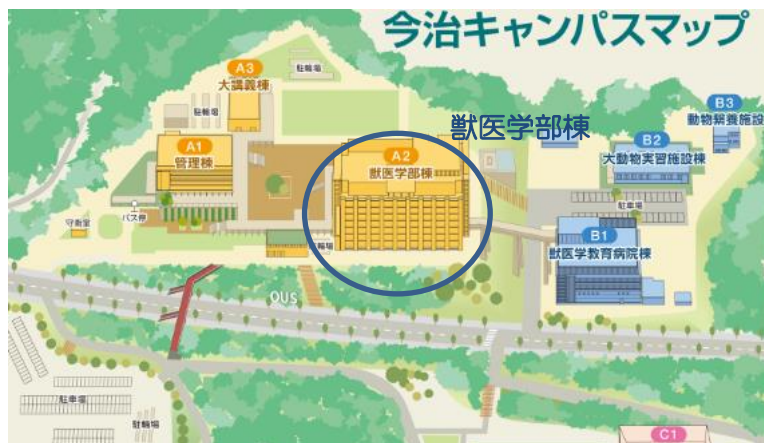 今治キャンパスマップ
A3
大講義棟
駐輪場
駐輪場
獣医学部棟
B3
動物繋養施設
A1
管理棟
A2
獣医学部棟
B2
大動物実習施設棟
守衛室
バス停
駐車場
駐輪場
B1
獣医学教育病院棟
OUS
駐車場
駐輪場
C1